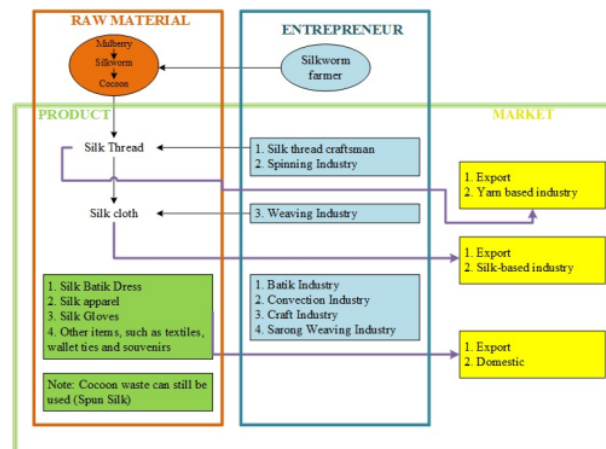 RAW MATERIAL
ENTREPRENEUR
Mulberry
Silkworm
Cocoon
Silkworm
farmer
PRODUCT
MARKET
Silk Thread
1. Silk thread craftsman
2. Spinning Industry
1. Export
2. Yarn based industry
Silk cloth
3. Weaving Industry
1. Export
2. Silk-based industry
1. Silk Batik Dress
2. Silk apparel
3. Silk Gloves
4. Other items, such as textiles,
wallet ties and souvenirs
1. Batik Industry
2. Convection Industry
3. Craft Industry
4. Sarong Weaving Industry
1. Export
2. Domestic
Note: Cocoon waste can still be
used (Spun Silk)